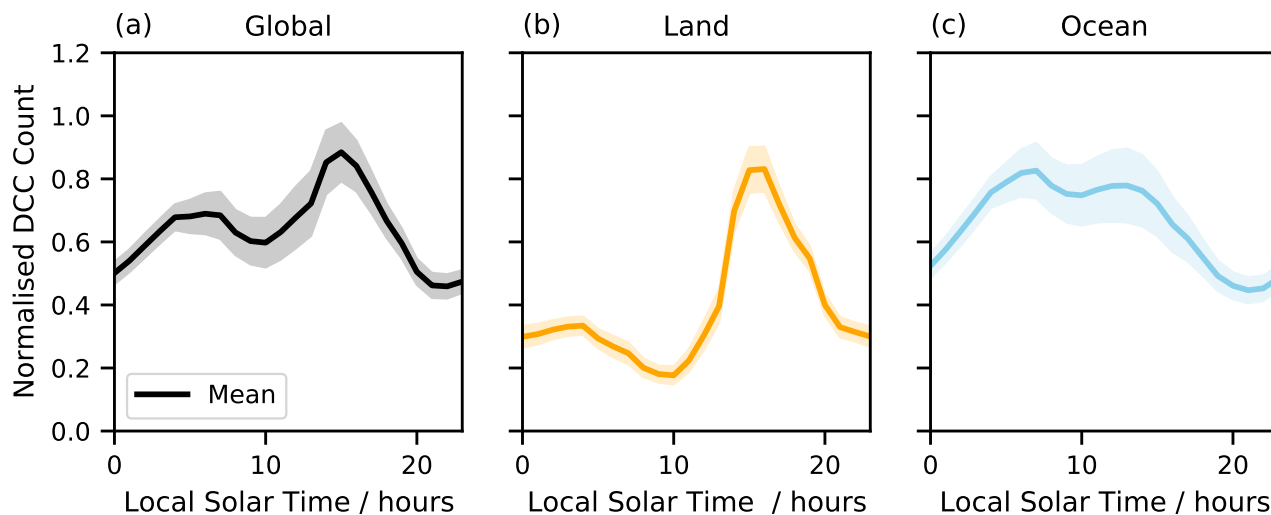 (a) Global
(b) Land
(c) Ocean
Normalised DCC Count
1.2
1.0
0.8
0.6
0.4
0.2
0.0
Mean
0 10 20
0 10 20
0 10 20
Local Solar Time / hours
Local Solar Time / hours
Local Solar Time / hours